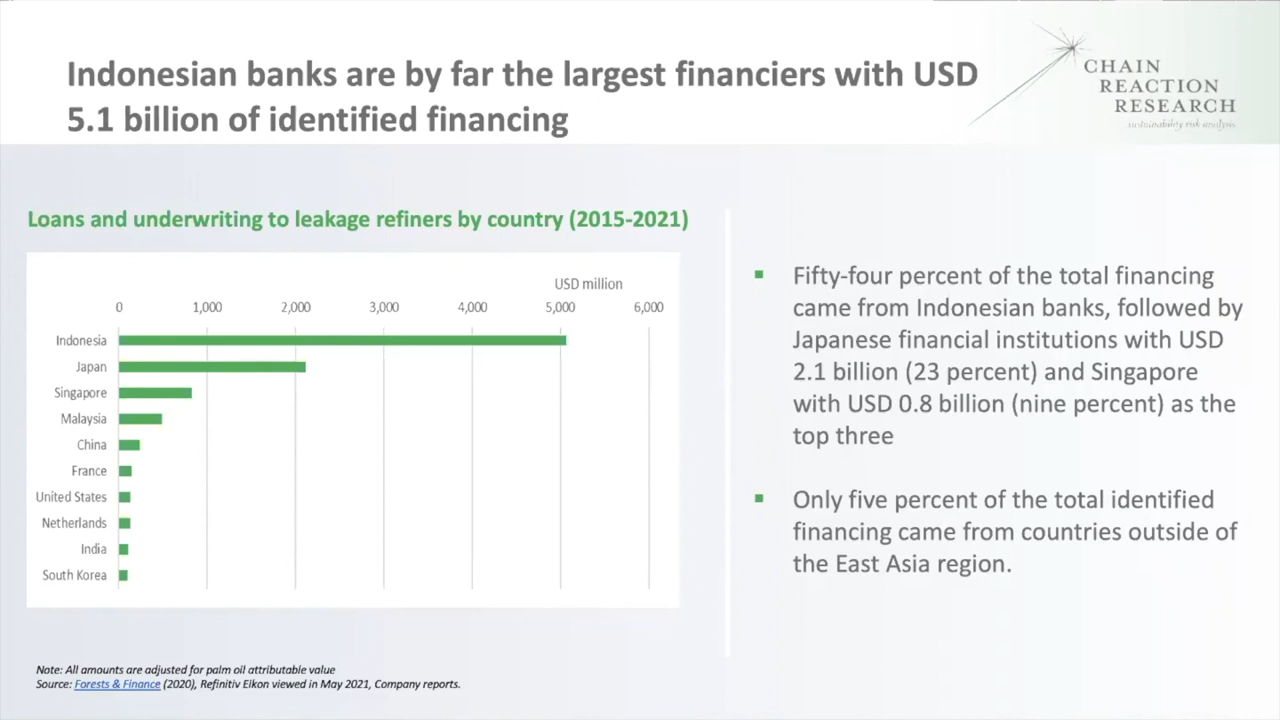 Indonesian banks are by far the largest financiers with USD
5.1 billion of identified financing
CHAIN
REACTION
RESEARCH
sustainability risk analysis
Loans and underwriting to leakage refiners by country (2015-2021)
USD million
0 1,000 2,000 3,000 4,000 5,000 6,000
Indonesia
Japan
Singapore
Malaysia
China
France
United States
Netherlands
India
South Korea
▪ Fifty-four percent of the total financing
came from Indonesian banks, followed by
Japanese financial institutions with USD
2.1 billion (23 percent) and Singapore
with USD 0.8 billion (nine percent) as the
top three
▪ Only five percent of the total identified
financing came from countries outside of
the East Asia region.
Note: All amounts are adjusted for palm oil attributable value
Source: Forests & Finance (2020), Refinitiv Eikon viewed in May 2021, Company reports.